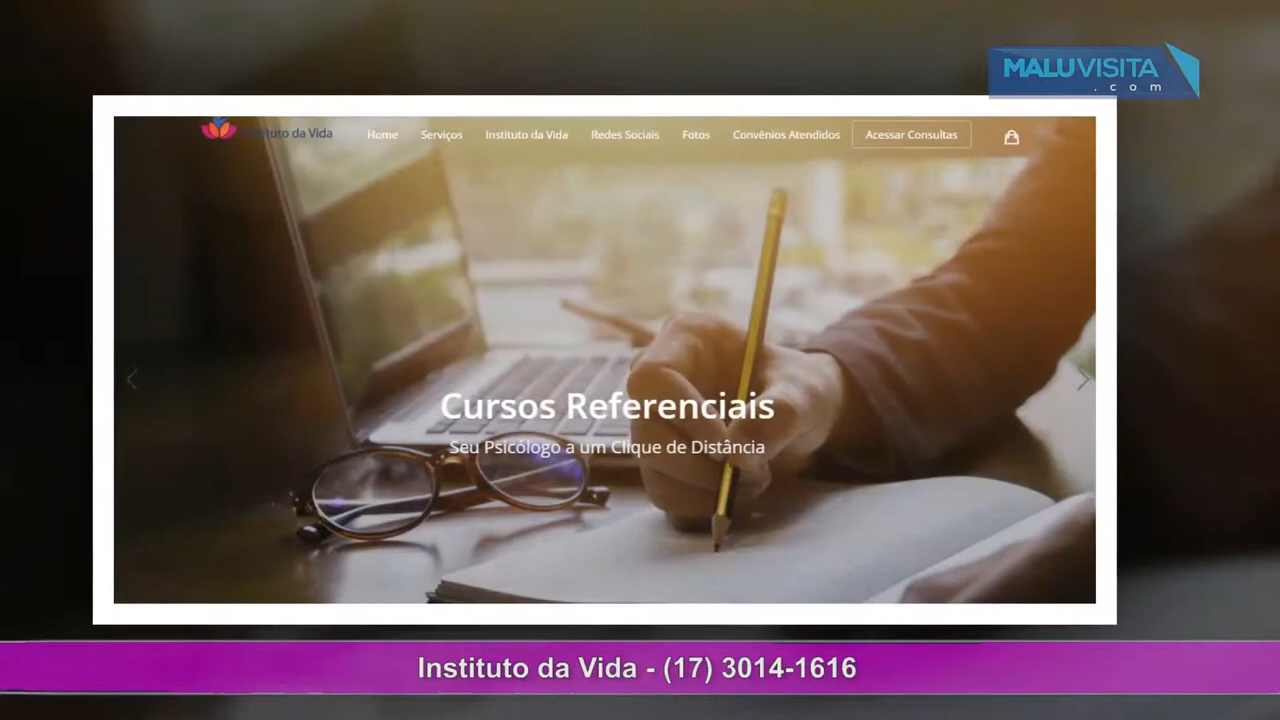 MALUVISITA
.com
Instituto da Vida
Home Serviços Instituto da Vida Redes Sociais Fotos Convênios Atendidos Acessar Consultas
Cursos Referenciais
Seu Psicólogo a um Clique de Distância
Instituto da Vida - (17) 3014-1616